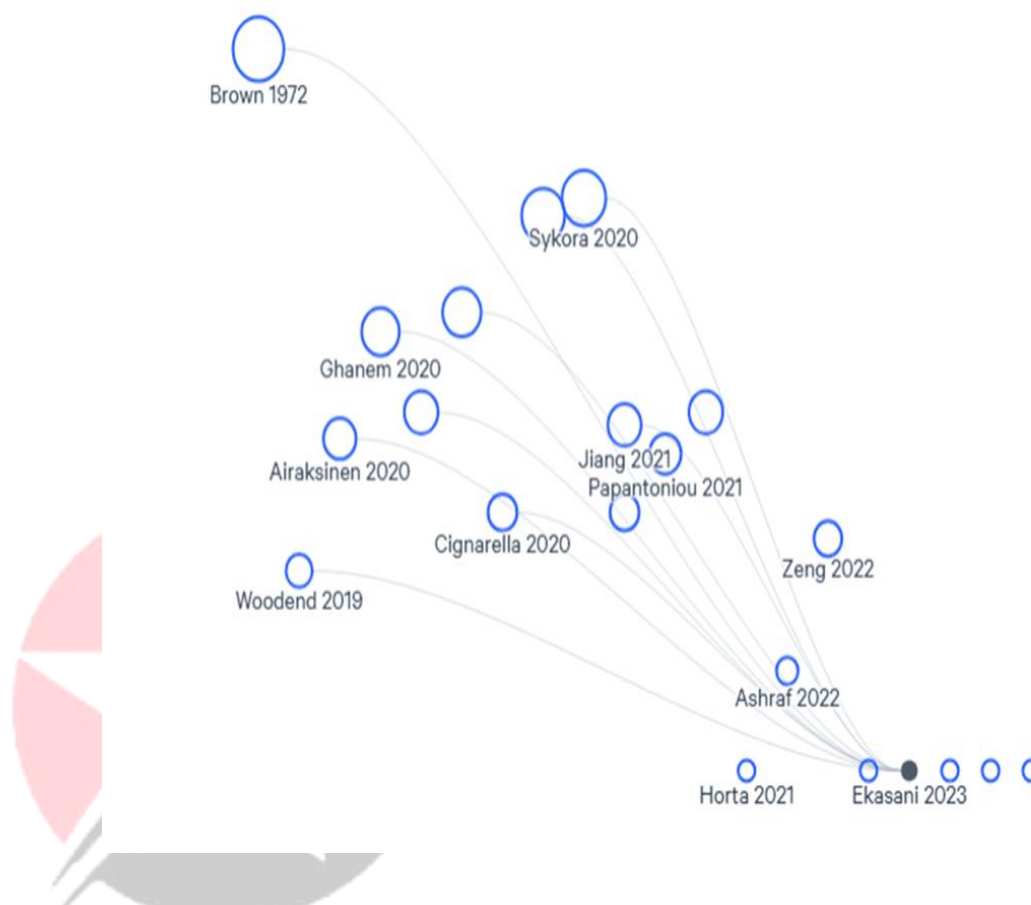 Brown 1972
Sykora 2020
Ghanem 2020
Jiang 2021
Airaksinen 2020
Papantoniou 2021
Cignarella 2020
Zeng 2022
Woodend 2019
Ashraf 2022
Horta 2021
Ekasani 2023